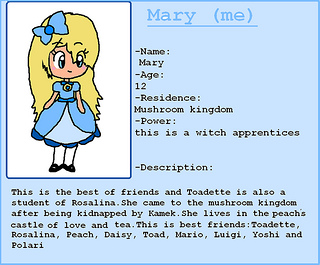 Mary (me)
-Name:
Mary
-Age:
12
-Residence:
Mushroom kingdom
-Power:
this is a witch apprentices
-Description:
This is the best of friends and Toadette is also a
student of Rosalina.She came to the mushroom kingdom
after being kidnapped by Kamek.She lives in the peach's
castle of love and tea.This is best friends:Toadette,
Rosalina, Peach, Daisy, Toad, Mario, Luigi, Yoshi and
Polari